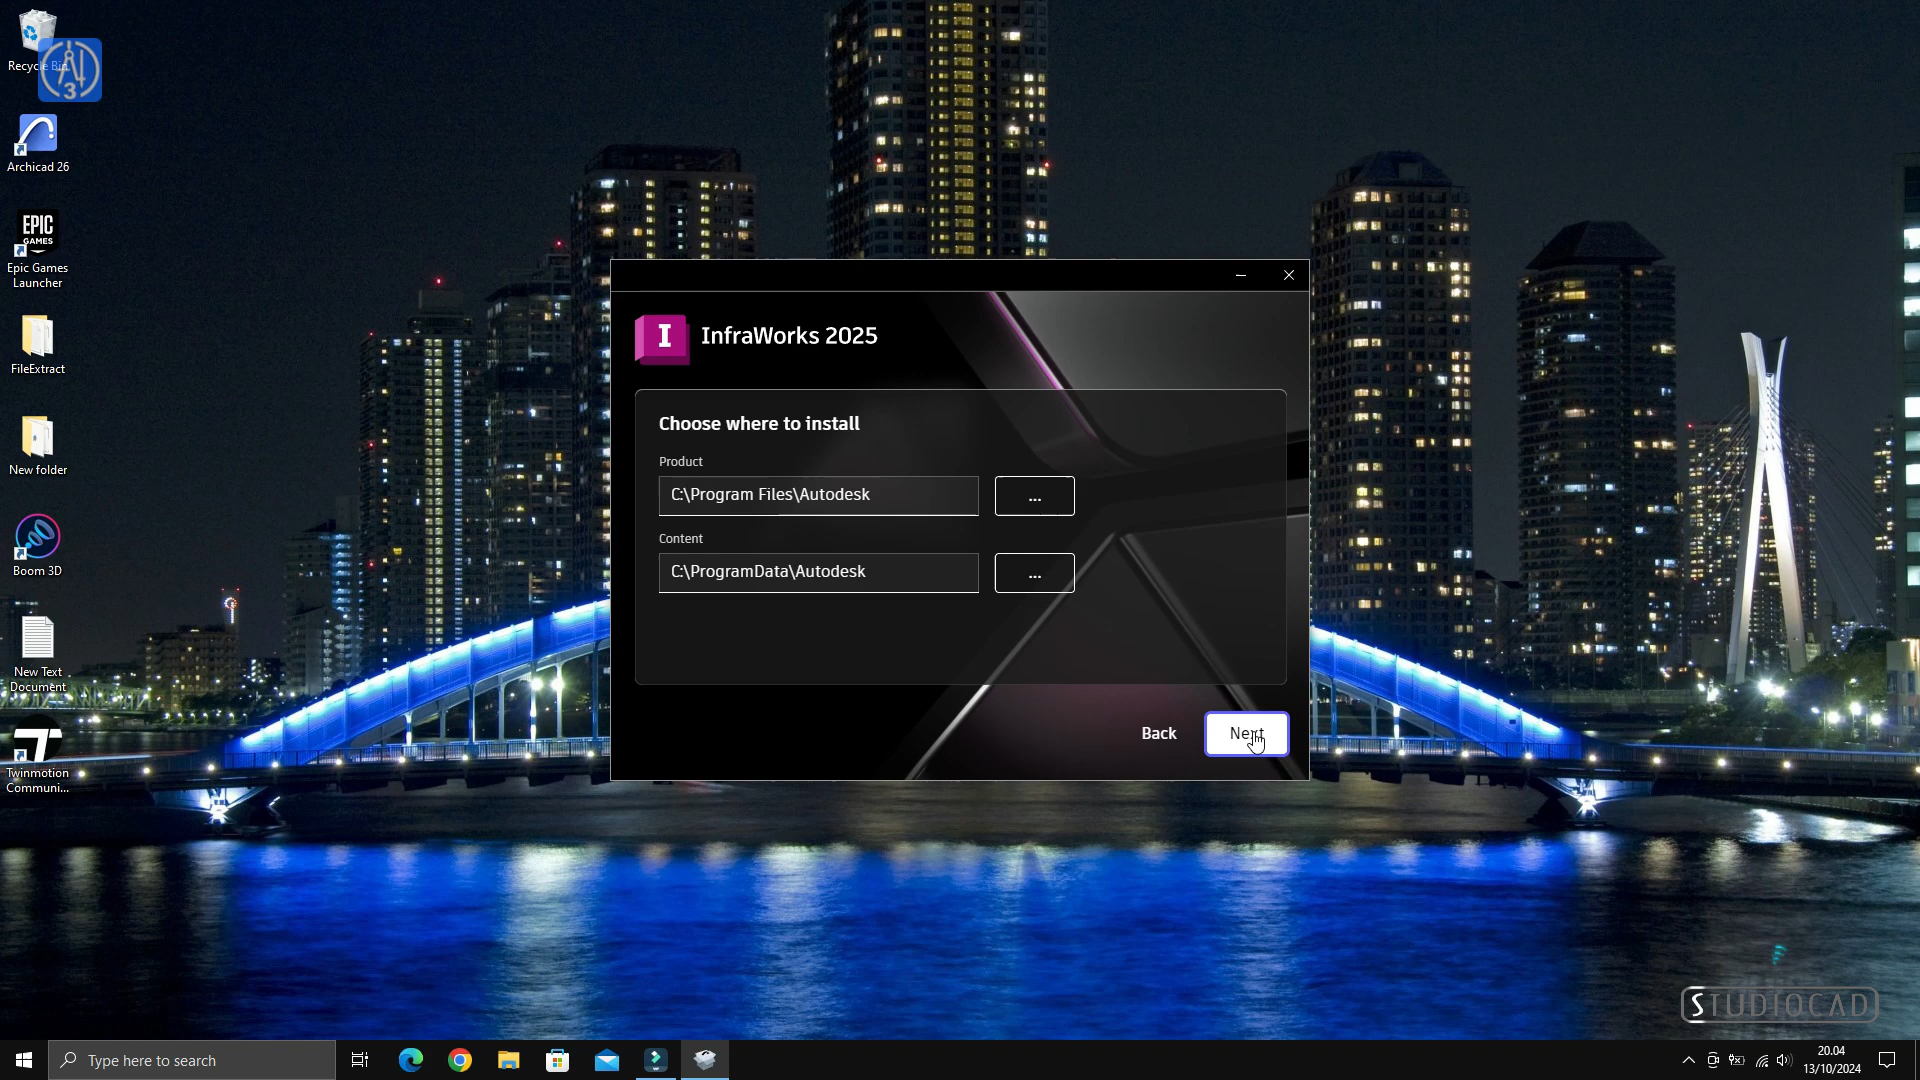 Recycle Bin
3
Archicad 26
EPIC
GAMES
Epic Games
Launcher
FileExtract
New folder
Boom 3D
New Text
Document
Twinmotion
Communi...
I
InfraWorks 2025
Choose where to install
Product
C:\Program Files\Autodesk
...
Content
C:\ProgramData\Autodesk
...
Back
Next
STUDIOCAD
Type here to search
20.04
13/10/2024